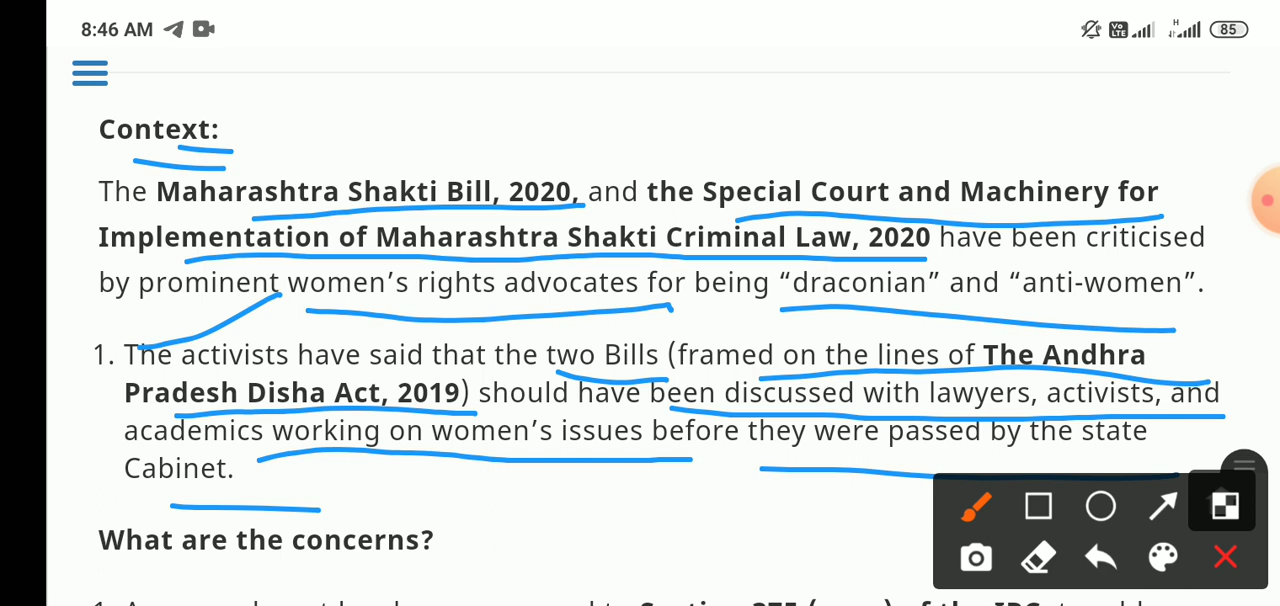 8:46 AM
Vo LTE
H
85
Context:
The Maharashtra Shakti Bill, 2020, and the Special Court and Machinery for
Implementation of Maharashtra Shakti Criminal Law, 2020 have been criticised
by prominent women’s rights advocates for being “draconian” and “anti-women”.
1. The activists have said that the two Bills (framed on the lines of The Andhra
Pradesh Disha Act, 2019) should have been discussed with lawyers, activists, and
academics working on women’s issues before they were passed by the state
Cabinet.
What are the concerns?